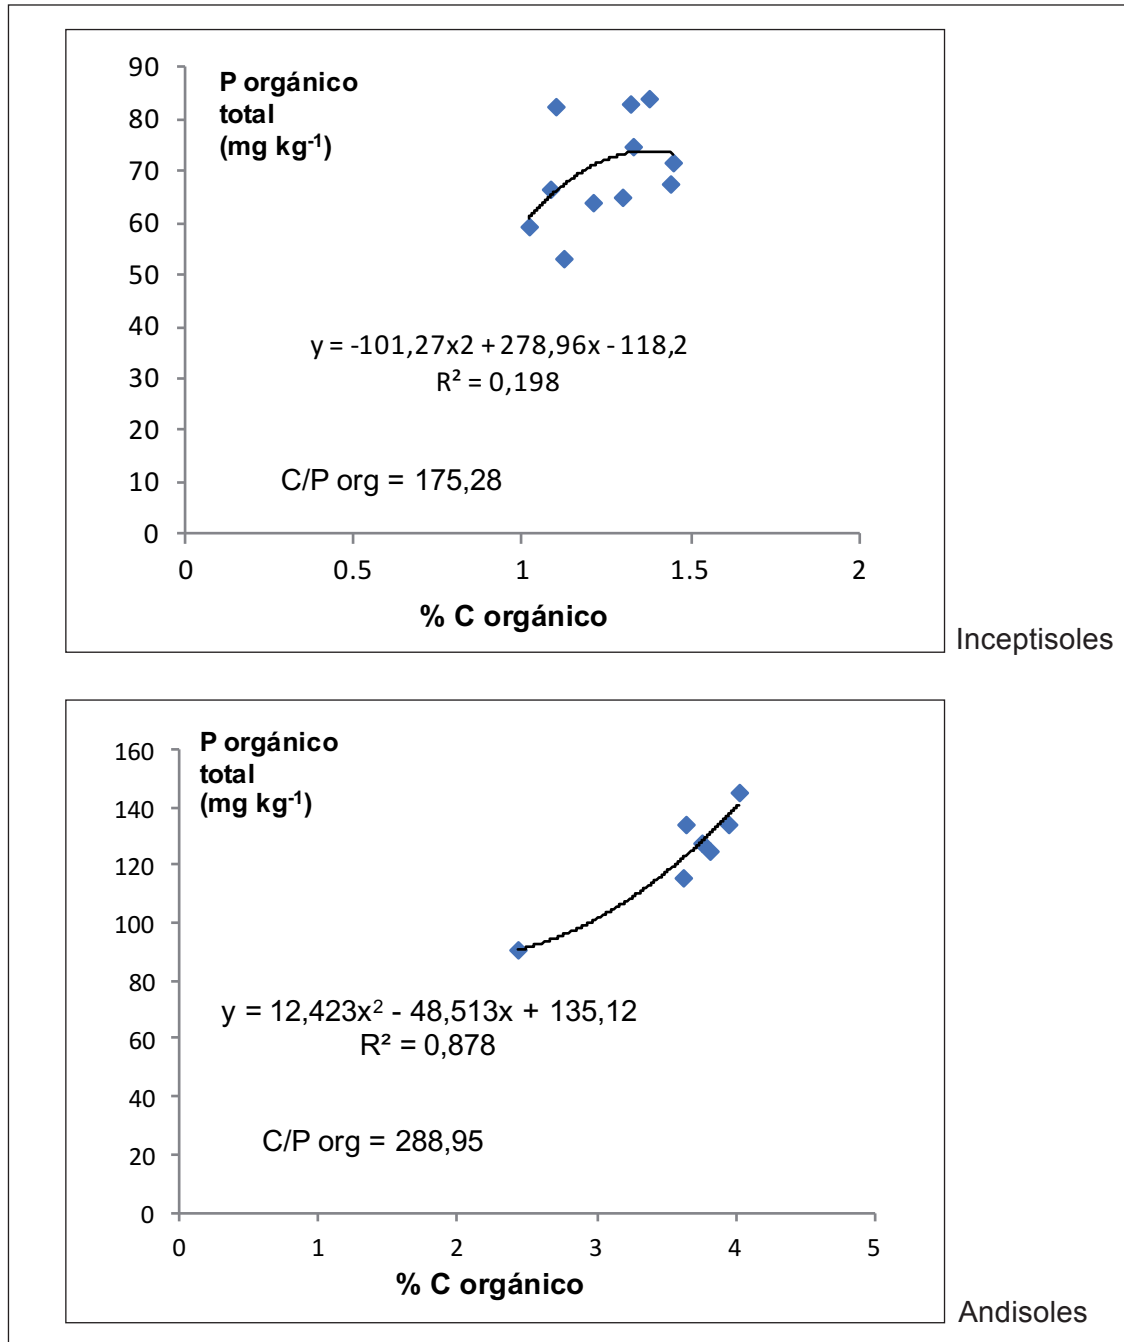 P orgánico
total
(mg kg⁻¹)
90
80
70
60
50
40
30
20
10
0
y = -101,27x2 + 278,96x - 118,2
R² = 0,198
C/P org = 175,28
0 0.5 1 1.5 2
% C orgánico
Inceptisoles
P orgánico
total
(mg kg⁻¹)
160
140
120
100
80
60
40
20
0
y = 12,423x² - 48,513x + 135,12
R² = 0,878
C/P org = 288,95
0 1 2 3 4 5
% C orgánico
Andisoles